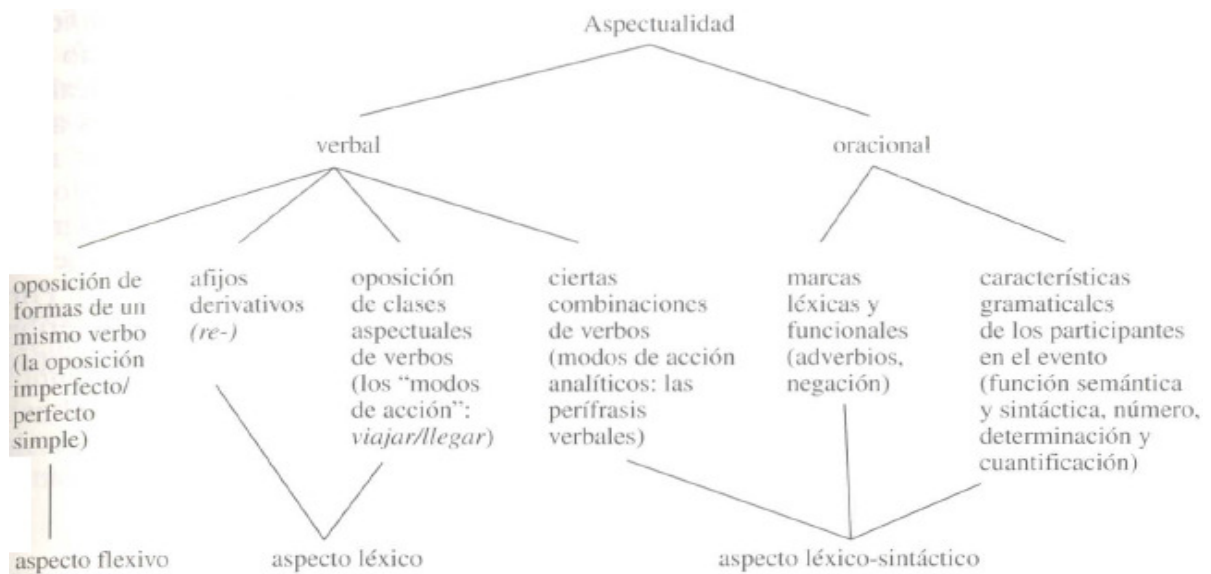 Aspectualidad
verbal
oracional
oposición de
formas de un
mismo verbo
(la oposición
imperfecto/
perfecto
simple)
afijos
derivativos
(re-)
oposición
de clases
aspectuales
de verbos
(los “modos
de acción”:
viajar/llegar)
ciertas
combinaciones
de verbos
(modos de acción
analíticos: las
perífrasis
verbales)
marcas
léxicas y
funcionales
(adverbios,
negación)
características
gramaticales
de los participantes
en el evento
(función semántica
y sintáctica, número,
determinación y
cuantificación)
aspecto flexivo
aspecto léxico
aspecto léxico-sintáctico